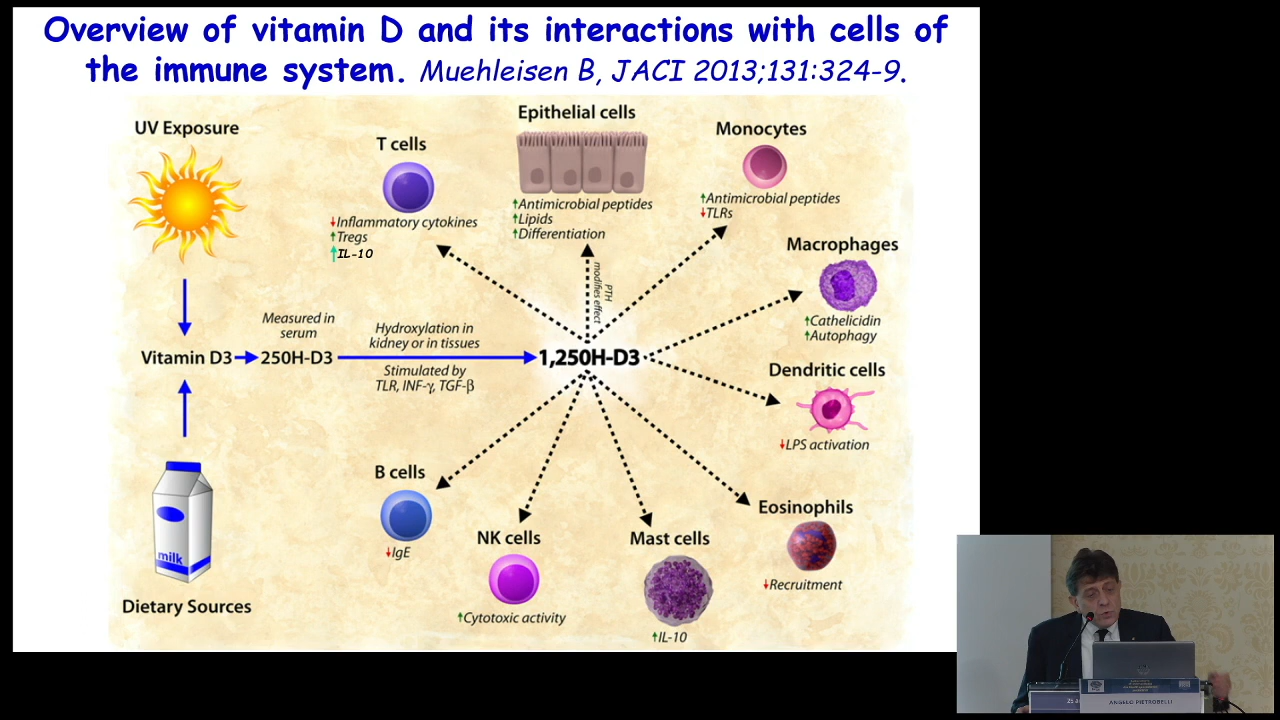 Overview of vitamin D and its interactions with cells of
the immune system. Muehleisen B, JACI 2013;131:324-9.
UV Exposure
T cells
↓Inflammatory cytokines
↑Tregs
↑IL-10
Epithelial cells
↑Antimicrobial peptides
↑Lipids
↑Differentiation
Monocytes
↑Antimicrobial peptides
↓TLRs
Macrophages
↑Cathelicidin
↑Autophagy
PTH
modifies effect
Measured in
serum
Hydroxylation in
kidney or in tissues
Vitamin D3
250H-D3
1,250H-D3
Stimulated by
TLR, INF-γ, TGF-β
Dendritic cells
↓LPS activation
milk
Dietary Sources
B cells
↓IgE
NK cells
↑Cytotoxic activity
Mast cells
↑IL-10
Eosinophils
↓Recruitment
ANGELO PIETROBELLI